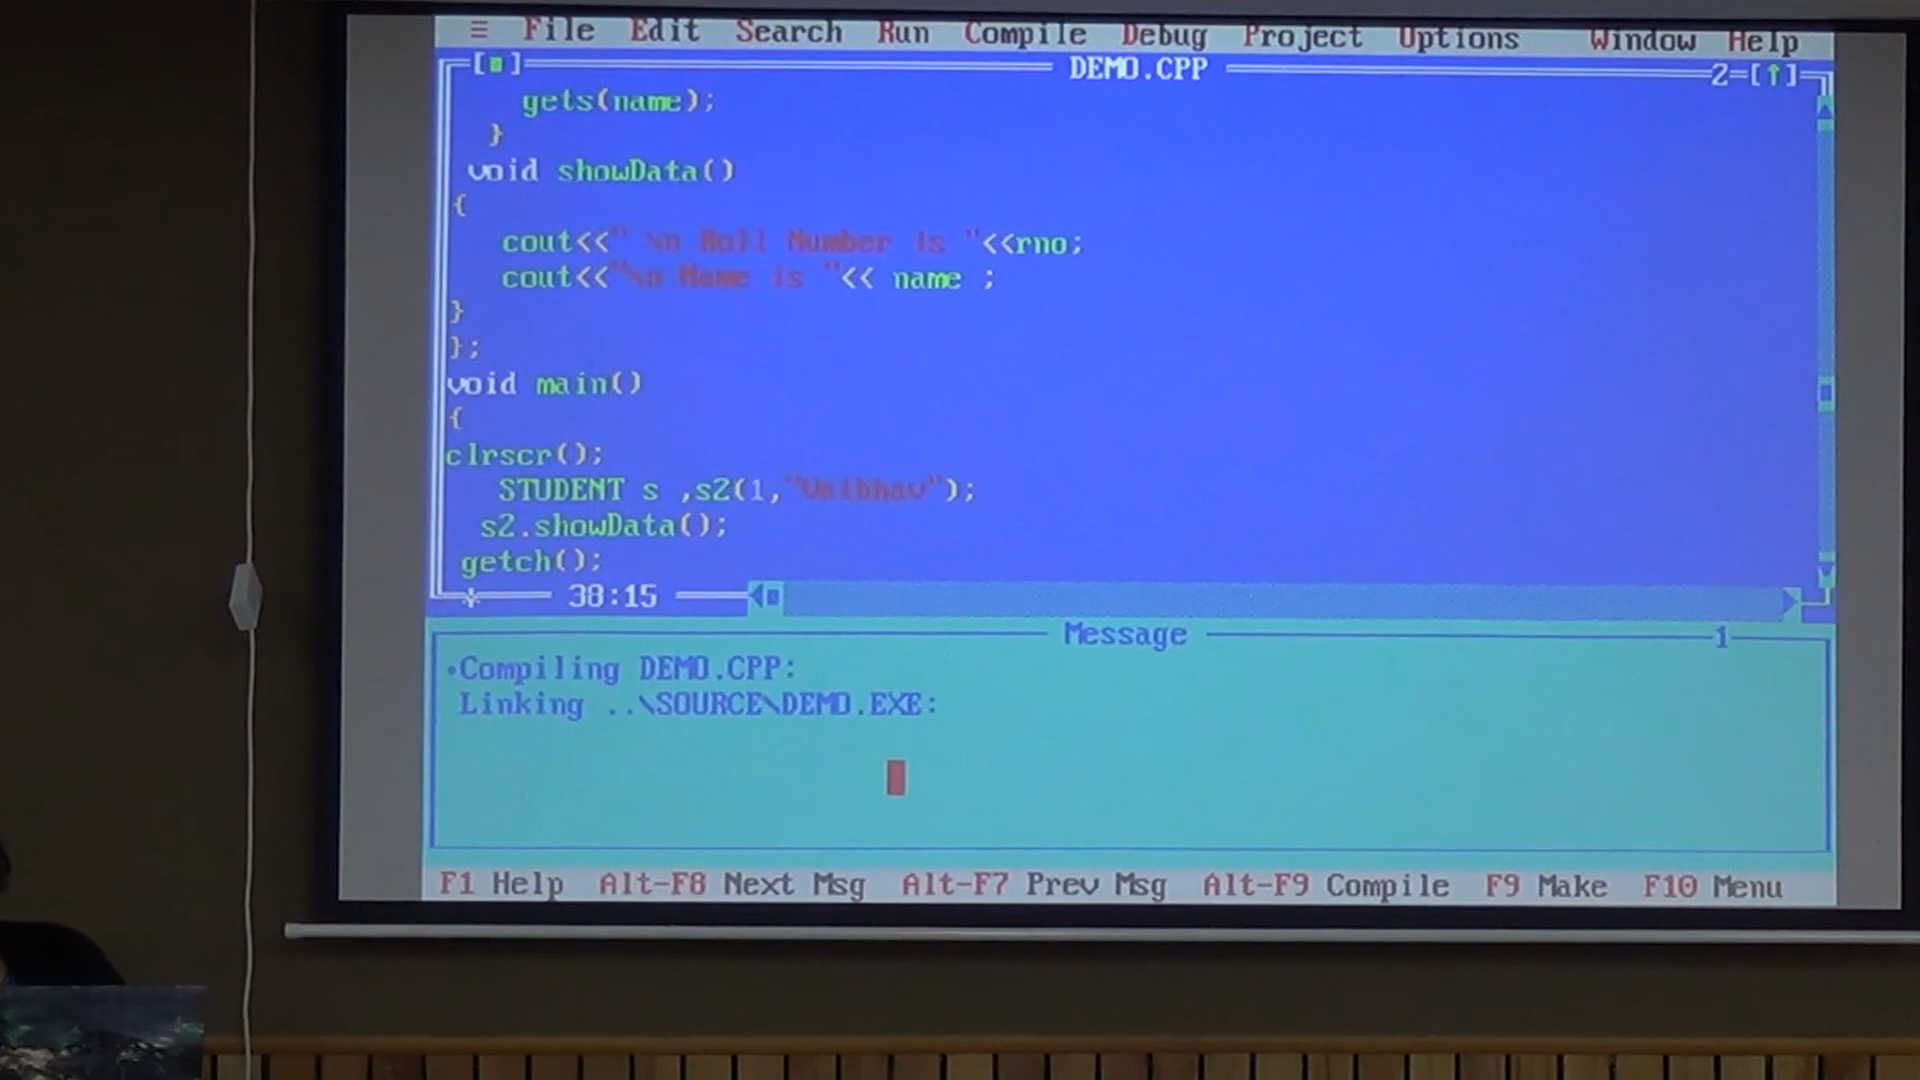 ≡ File Edit Search Run Compile Debug Project Options Window Help
[■] DEMO.CPP 2=[↑]
gets(name);
}
void showData()
{
cout<<" \n Roll Number is "<<rno;
cout<<"\n Name is "<< name ;
}
};
void main()
{
clrscr();
STUDENT s ,s2(1,"Vaibhav");
s2.showData();
getch();
38:15
Message 1
•Compiling DEMO.CPP:
Linking ..\SOURCE\DEMO.EXE:
F1 Help Alt-F8 Next Msg Alt-F7 Prev Msg Alt-F9 Compile F9 Make F10 Menu